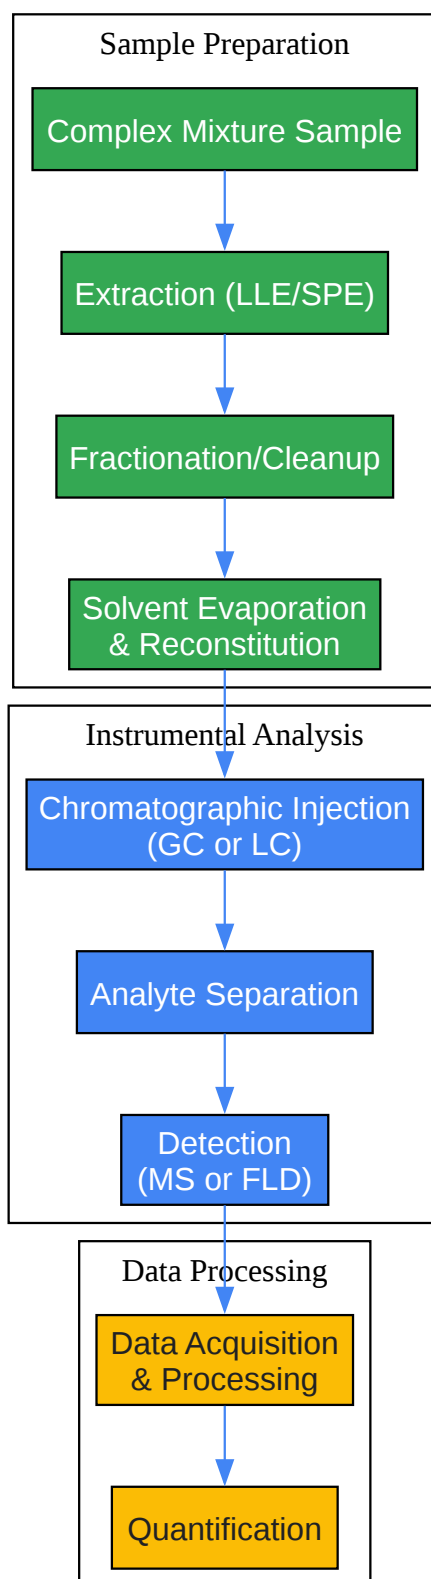 Sample Preparation
Complex Mixture Sample
Extraction (LLE/SPE)
Fractionation/Cleanup
Solvent Evaporation
& Reconstitution
Instrumental Analysis
Chromatographic Injection
(GC or LC)
Analyte Separation
Detection
(MS or FLD)
Data Processing
Data Acquisition
& Processing
Quantification